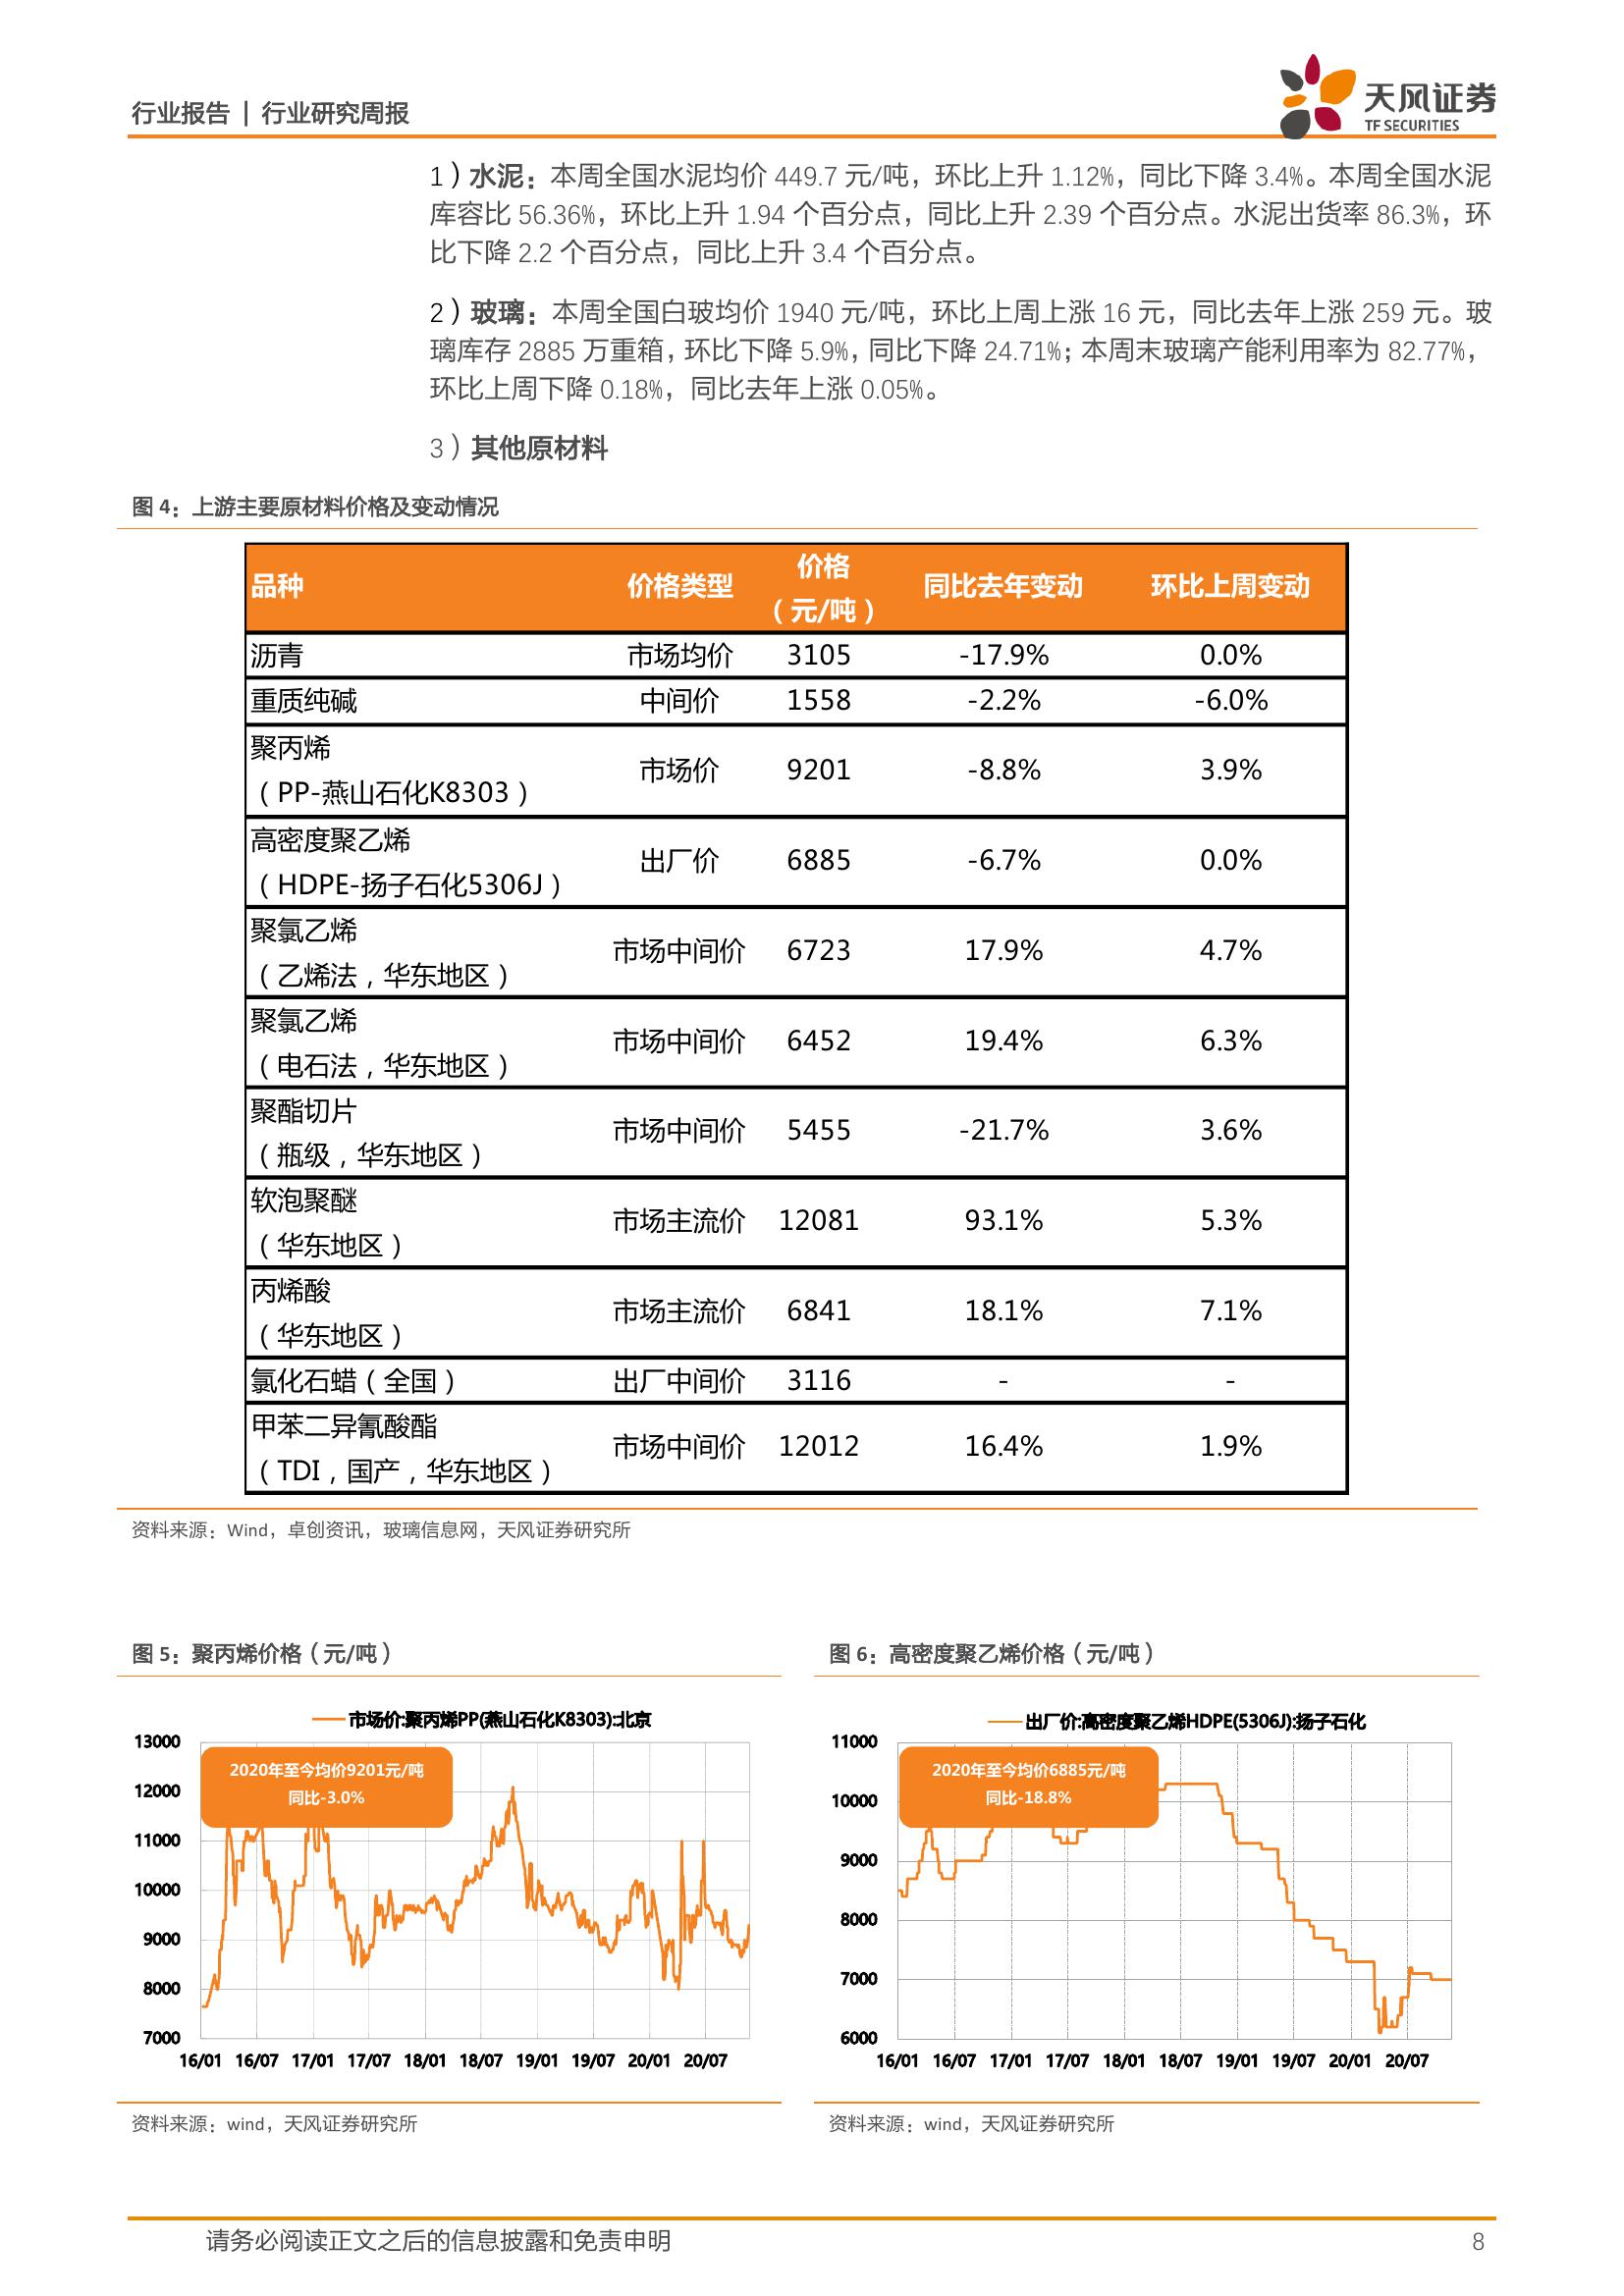 行业报告 | 行业研究周报
天风证券
TF SECURITIES
1）水泥：本周全国水泥均价 449.7 元/吨，环比上升 1.12%，同比下降 3.4%。本周全国水泥
库容比 56.36%，环比上升 1.94 个百分点，同比上升 2.39 个百分点。水泥出货率 86.3%，环
比下降 2.2 个百分点，同比上升 3.4 个百分点。
2）玻璃：本周全国白玻均价 1940 元/吨，环比上周上涨 16 元，同比去年上涨 259 元。玻
璃库存 2885 万重箱，环比下降 5.9%，同比下降 24.71%；本周末玻璃产能利用率为 82.77%，
环比上周下降 0.18%，同比去年上涨 0.05%。
3）其他原材料
图 4：上游主要原材料价格及变动情况
品种 价格类型 价格（元/吨） 同比去年变动 环比上周变动
沥青 市场均价 3105 -17.9% 0.0%
重质纯碱 中间价 1558 -2.2% -6.0%
聚丙烯
（PP-燕山石化K8303） 市场价 9201 -8.8% 3.9%
高密度聚乙烯
（HDPE-扬子石化5306J） 出厂价 6885 -6.7% 0.0%
聚氯乙烯
（乙烯法，华东地区） 市场中间价 6723 17.9% 4.7%
聚氯乙烯
（电石法，华东地区） 市场中间价 6452 19.4% 6.3%
聚酯切片
（瓶级，华东地区） 市场中间价 5455 -21.7% 3.6%
软泡聚醚
（华东地区） 市场主流价 12081 93.1% 5.3%
丙烯酸
（华东地区） 市场主流价 6841 18.1% 7.1%
氯化石蜡（全国） 出厂中间价 3116 - -
甲苯二异氰酸酯
（TDI，国产，华东地区） 市场中间价 12012 16.4% 1.9%
资料来源：Wind，卓创资讯，玻璃信息网，天风证券研究所
图 5：聚丙烯价格（元/吨）
市场价:聚丙烯PP(燕山石化K8303):北京
2020年至今均价9201元/吨
同比-3.0%
13000
12000
11000
10000
9000
8000
7000
16/01 16/07 17/01 17/07 18/01 18/07 19/01 19/07 20/01 20/07
资料来源：wind，天风证券研究所
图 6：高密度聚乙烯价格（元/吨）
出厂价:高密度聚乙烯HDPE(5306J):扬子石化
2020年至今均价6885元/吨
同比-18.8%
11000
10000
9000
8000
7000
6000
16/01 16/07 17/01 17/07 18/01 18/07 19/01 19/07 20/01 20/07
资料来源：wind，天风证券研究所
请务必阅读正文之后的信息披露和免责申明 8